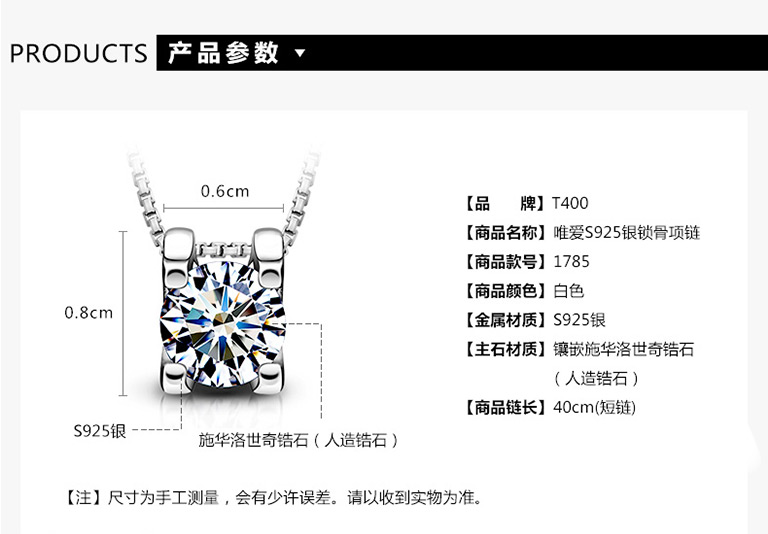 PRODUCTS 产品参数
0.6cm
0.8cm
S925银
施华洛世奇锆石（人造锆石）
【品 牌】T400
【商品名称】唯爱S925银锁骨项链
【商品款号】1785
【商品颜色】白色
【金属材质】S925银
【主石材质】镶嵌施华洛世奇锆石
（人造锆石）
【商品链长】40cm(短链)
【注】尺寸为手工测量，会有少许误差。请以收到实物为准。